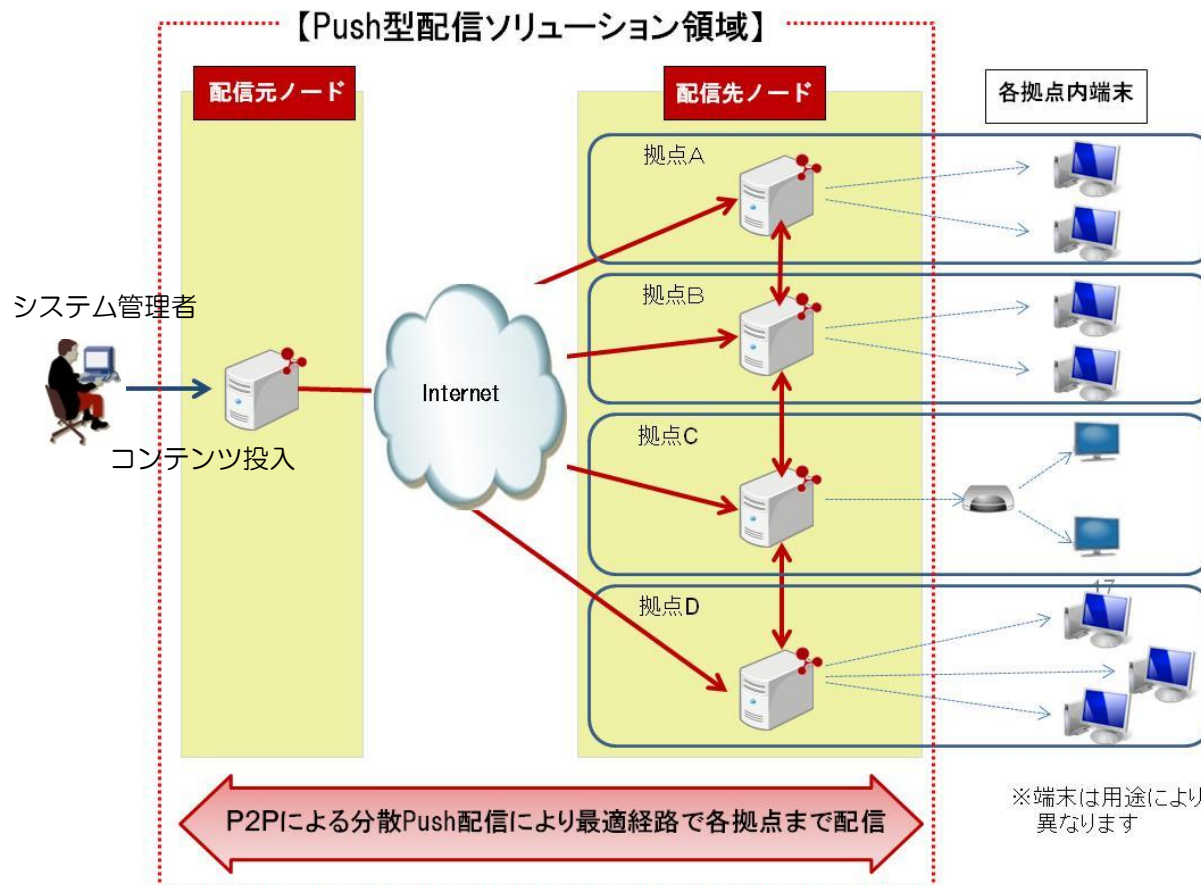 【Push型配信ソリューション領域】
配信元ノード
配信先ノード
各拠点内端末
拠点A
拠点B
システム管理者
Internet
コンテンツ投入
拠点C
拠点D
17
※端末は用途により
異なります
P2Pによる分散Push配信により最適経路で各拠点まで配信